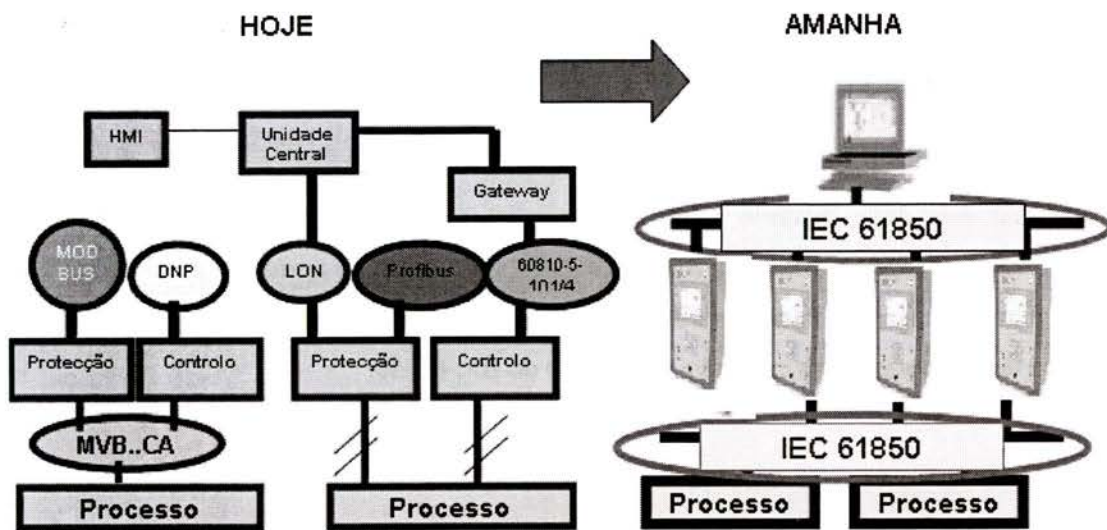 HOJE
AMANHA
HMI
Unidade
Central
Gateway
MOD
BUS
DNP
LON
Profibus
60810-5-
101/4
Protecção
Controlo
Protecção
Controlo
MVB..CA
Processo
Processo
IEC 61850
IEC 61850
Processo
Processo